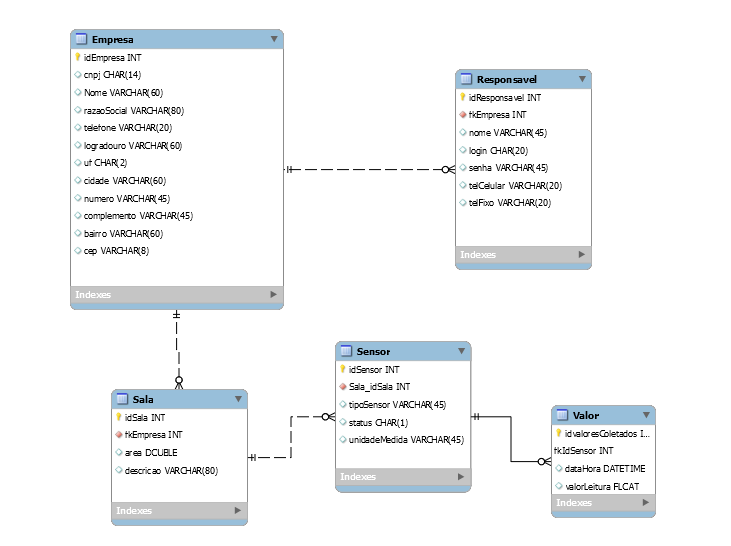 Empresa
idEmpresa INT
cnpj CHAR(14)
Nome VARCHAR(60)
razaoSocial VARCHAR(80)
telefone VARCHAR(20)
logradouro VARCHAR(60)
uf CHAR(2)
cidade VARCHAR(60)
numero VARCHAR(45)
complemento VARCHAR(45)
bairro VARCHAR(60)
cep VARCHAR(8)
Indexes
Responsavel
idResponsavel INT
fkEmpresa INT
nome VARCHAR(45)
login CHAR(20)
senha VARCHAR(45)
telCelular VARCHAR(20)
telFixo VARCHAR(20)
Indexes
Sala
idSala INT
fkEmpresa INT
area DOUBLE
descricao VARCHAR(80)
Indexes
Sensor
idSensor INT
Sala_idSala INT
tipoSensor VARCHAR(45)
status CHAR(1)
unidadeMedida VARCHAR(45)
Indexes
Valor
idvaloresColetados I...
fkIdSensor INT
dataHora DATETIME
valorLeitura FLOAT
Indexes